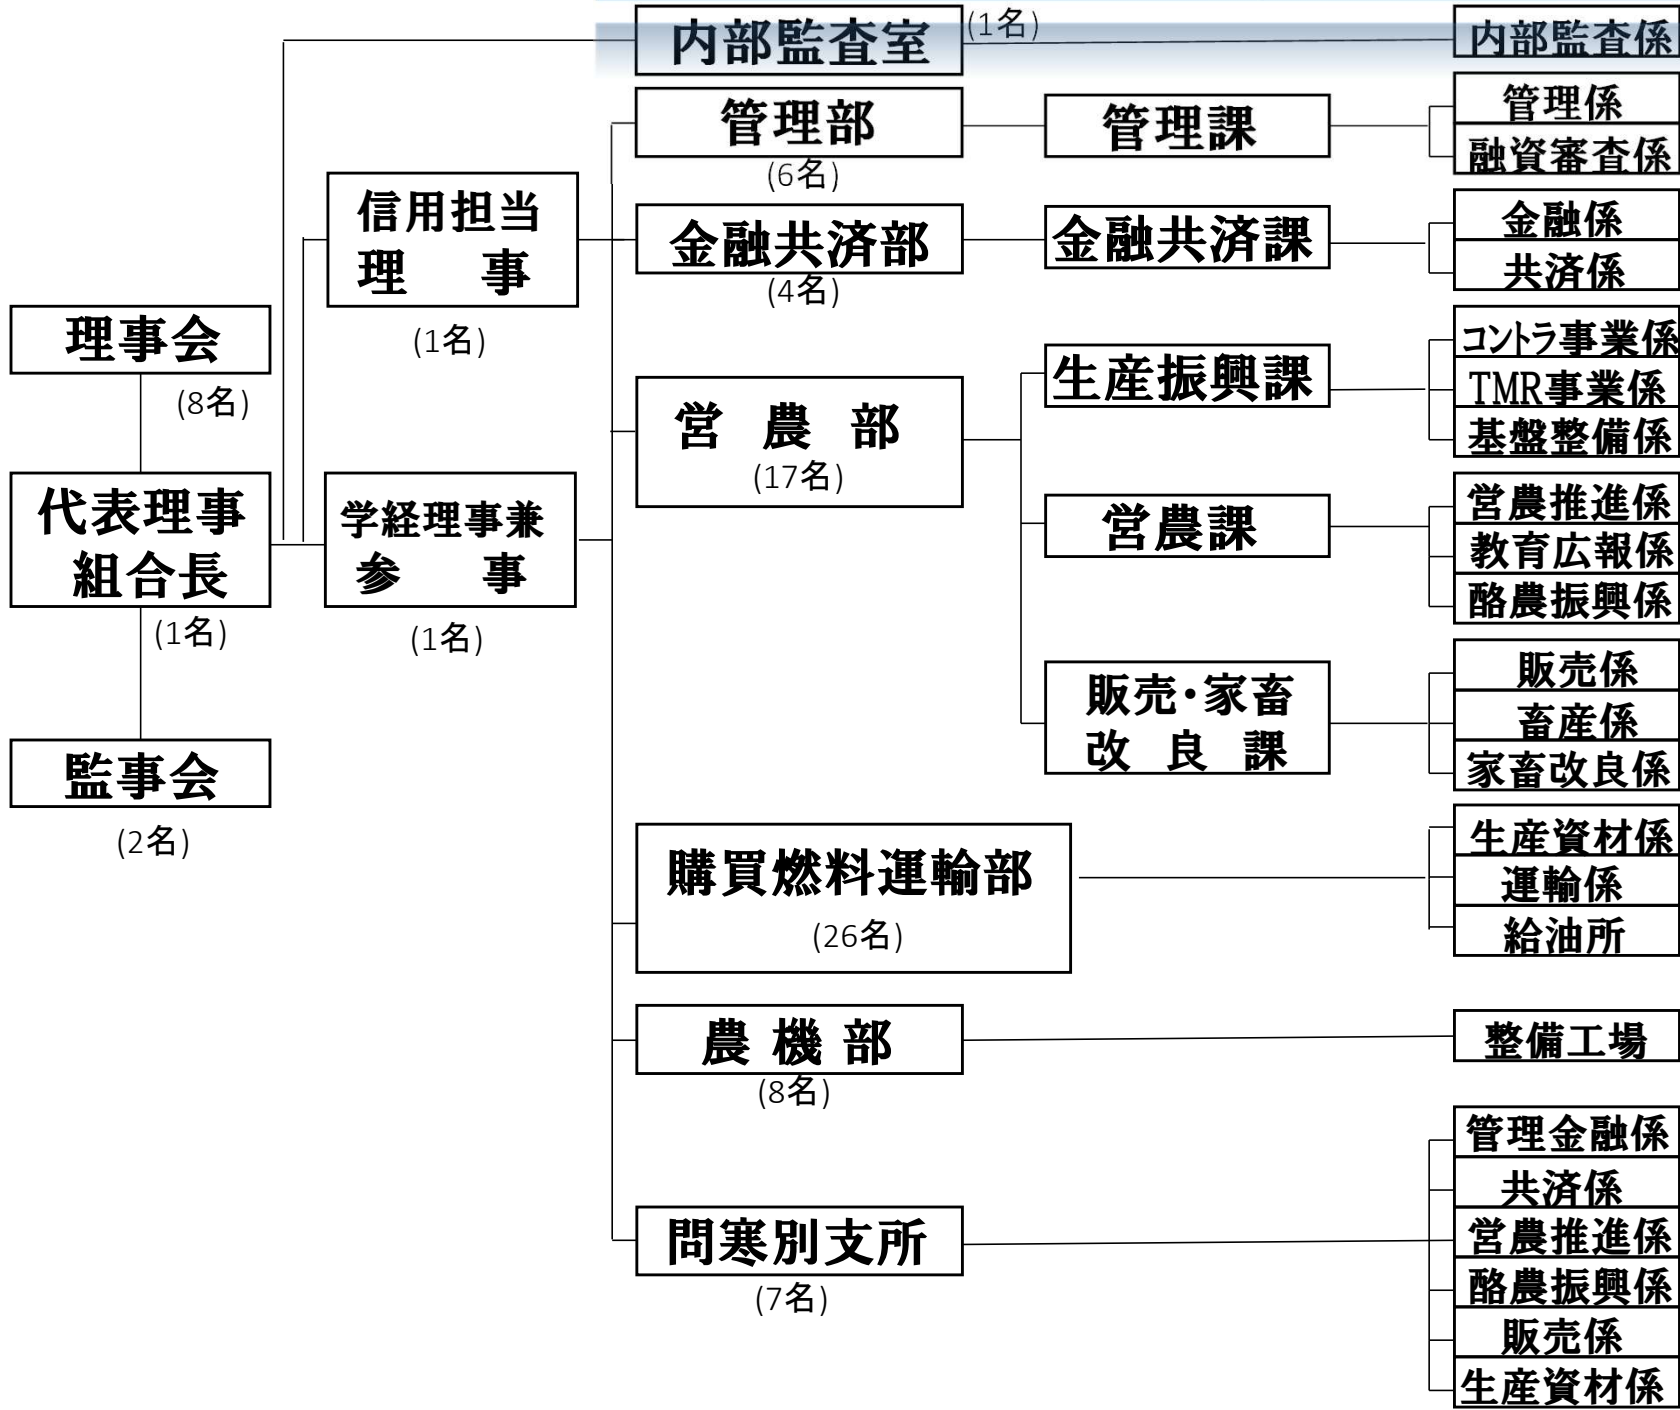 理事会
(8名)
代表理事
組合長
(1名)
監事会
(2名)
信用担当
理　事
(1名)
学経理事兼
参　事
(1名)
内部監査室
(1名)
内部監査係
管理部
(6名)
管理課
管理係
融資審査係
金融共済部
(4名)
金融共済課
金融係
共済係
営 農 部
(17名)
生産振興課
コントラ事業係
TMR事業係
基盤整備係
営農課
営農推進係
教育広報係
酪農振興係
販売・家畜
改 良 課
販売係
畜産係
家畜改良係
購買燃料運輸部
(26名)
生産資材係
運輸係
給油所
農 機 部
(8名)
整備工場
問寒別支所
(7名)
管理金融係
共済係
営農推進係
酪農振興係
販売係
生産資材係